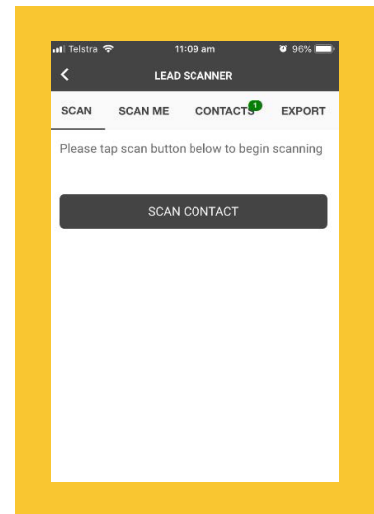 Telstra 11:09 am 96%
LEAD SCANNER
SCAN SCAN ME CONTACTS 1 EXPORT
Please tap scan button below to begin scanning
SCAN CONTACT